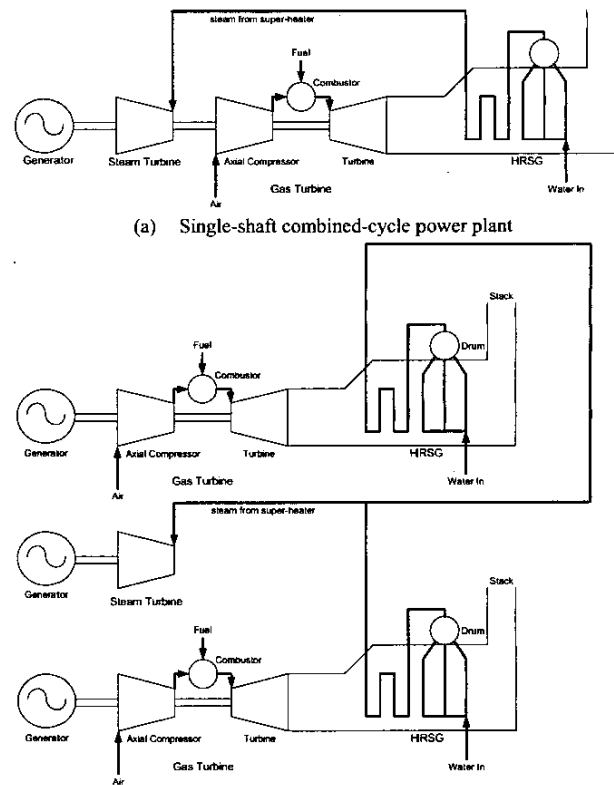 steam from super-heater
Fuel
Combustor
Generator
Steam Turbine
Axial Compressor
Turbine
HRSG
Gas Turbine
Water In
Air
(a) Single-shaft combined-cycle power plant
Stack
Fuel
Drum
Combustor
Generator
Axial Compressor
Turbine
HRSG
Gas Turbine
Water In
Air
steam from super-heater
Generator
Steam Turbine
Stack
Fuel
Drum
Combustor
Generator
Axial Compressor
Turbine
HRSG
Gas Turbine
Water In
Air